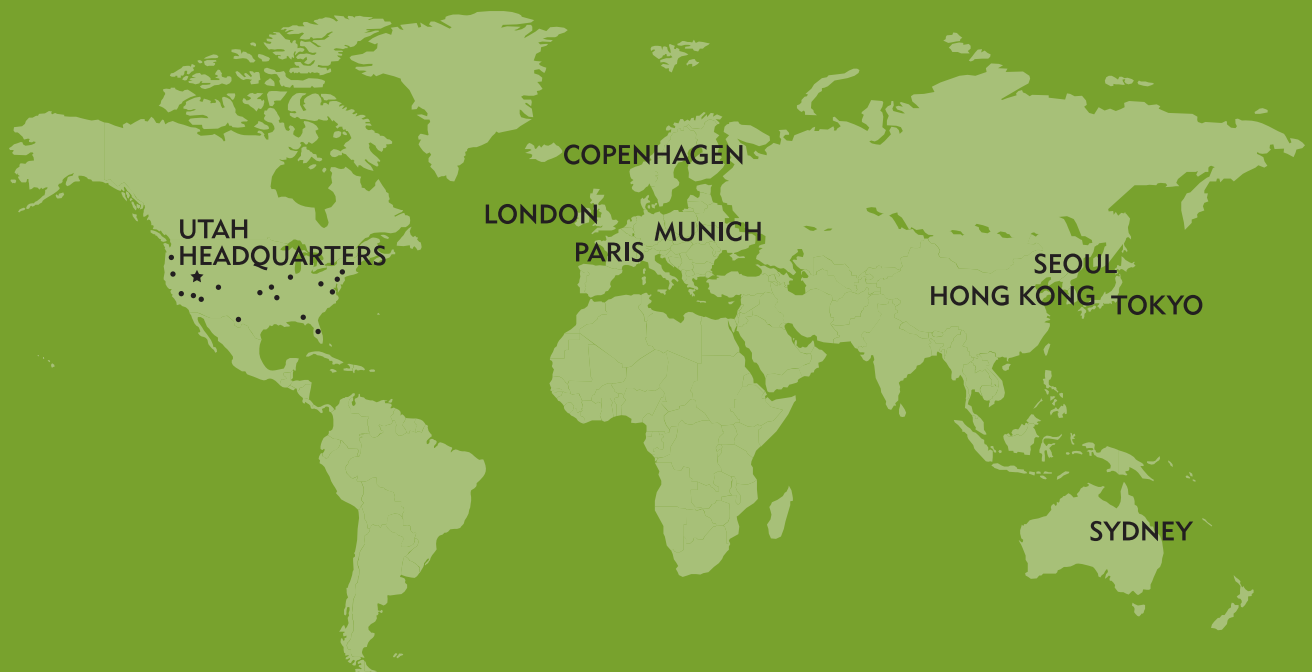 COPENHAGEN
LONDON
UTAH
HEADQUARTERS
MUNICH
PARIS
SEOUL
HONG KONG
TOKYO
SYDNEY